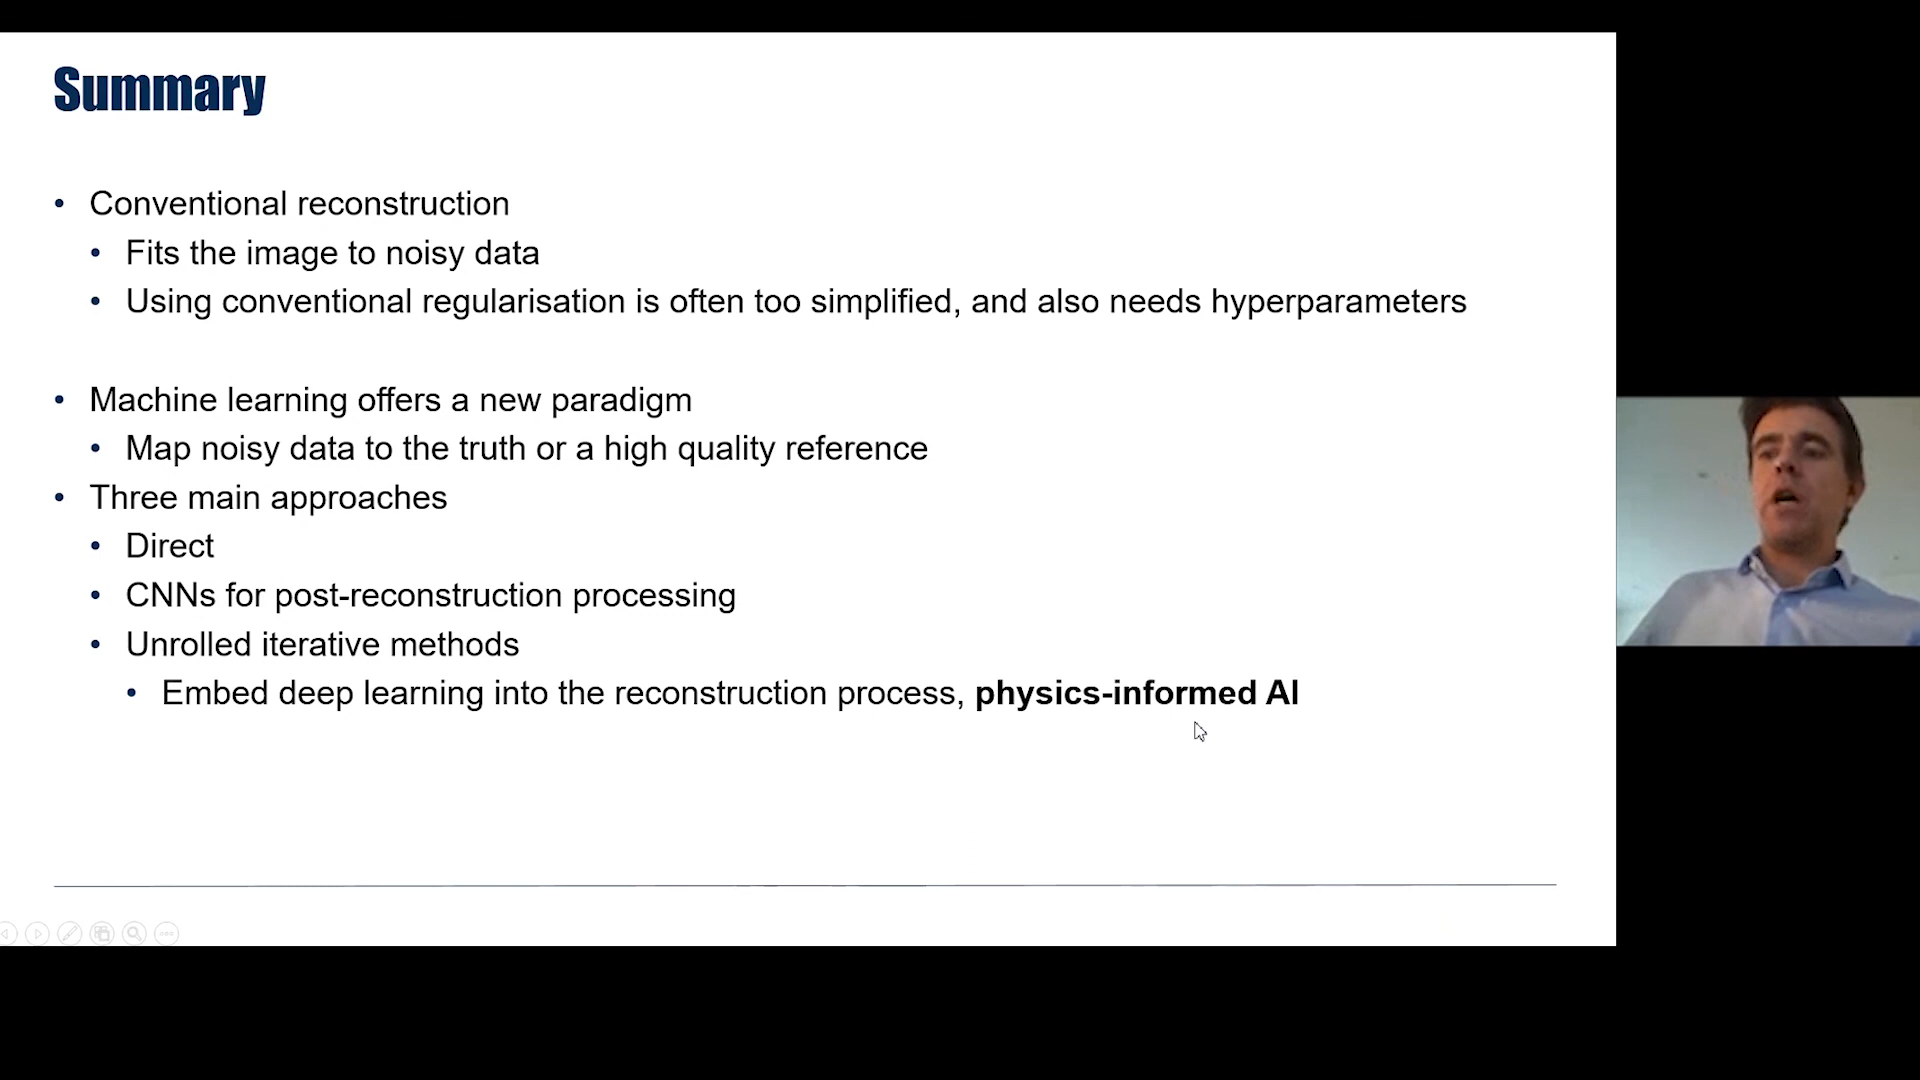 Summary
• Conventional reconstruction
• Fits the image to noisy data
• Using conventional regularisation is often too simplified, and also needs hyperparameters
• Machine learning offers a new paradigm
• Map noisy data to the truth or a high quality reference
• Three main approaches
• Direct
• CNNs for post-reconstruction processing
• Unrolled iterative methods
• Embed deep learning into the reconstruction process, physics-informed AI